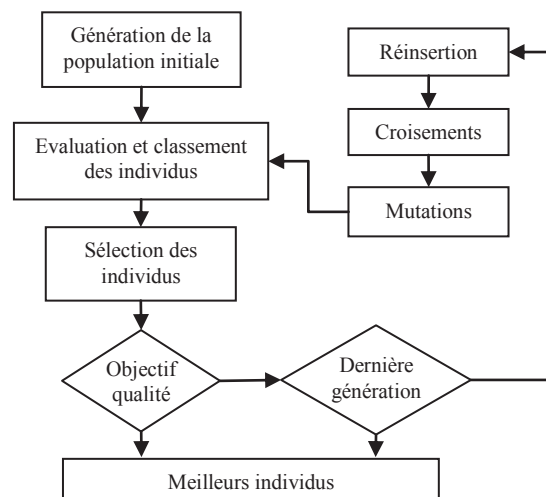 Génération de la
population initiale
Evaluation et classement
des individus
Sélection des
individus
Objectif
qualité
Dernière
génération
Meilleurs individus
Réinsertion
Croisements
Mutations